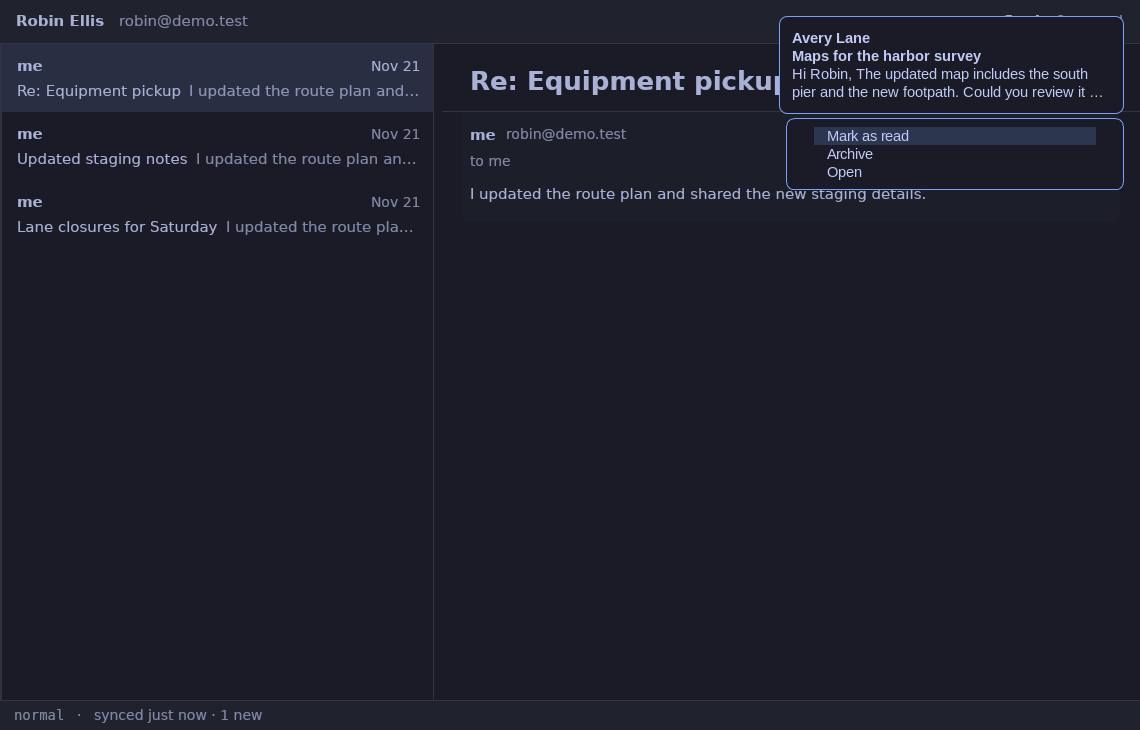 Robin Ellis robin@demo.test
me Nov 21
Re: Equipment pickup I updated the route plan and…
me Nov 21
Updated staging notes I updated the route plan an…
me Nov 21
Lane closures for Saturday I updated the route pla…
Re: Equipment pickup
me robin@demo.test
to me
I updated the route plan and shared the new staging details.
Avery Lane
Maps for the harbor survey
Hi Robin, The updated map includes the south
pier and the new footpath. Could you review it …
Mark as read
Archive
Open
normal · synced just now · 1 new